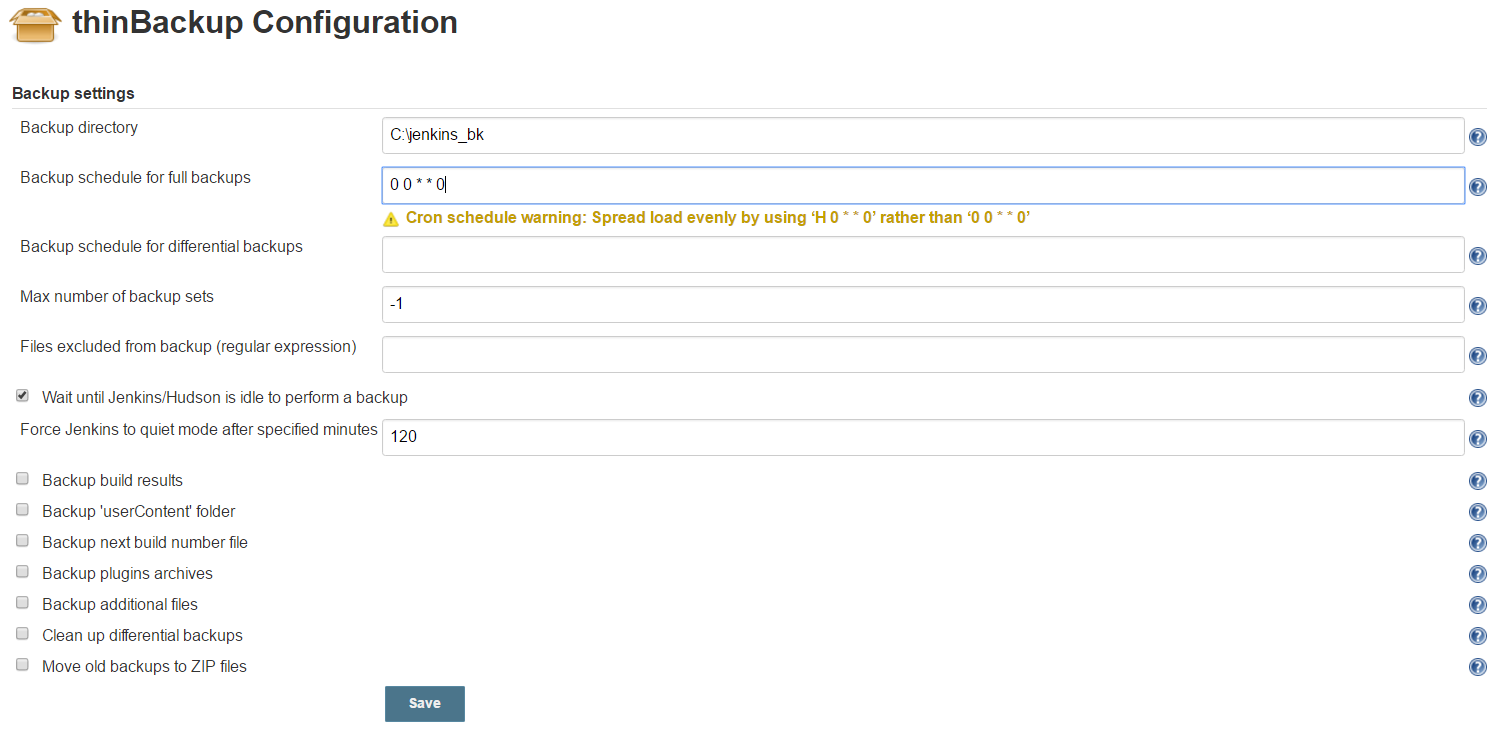 thinBackup Configuration
Backup settings
Backup directory
C:\jenkins_bk
Backup schedule for full backups
0 0 * * 0
Cron schedule warning: Spread load evenly by using ‘H 0 * * 0’ rather than ‘0 0 * * 0’
Backup schedule for differential backups
Max number of backup sets
-1
Files excluded from backup (regular expression)
Wait until Jenkins/Hudson is idle to perform a backup
Force Jenkins to quiet mode after specified minutes
120
Backup build results
Backup 'userContent' folder
Backup next build number file
Backup plugins archives
Backup additional files
Clean up differential backups
Move old backups to ZIP files
Save